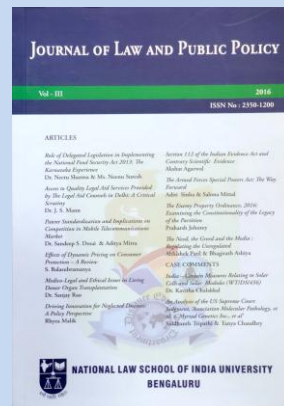 JOURNAL OF LAW AND PUBLIC POLICY
Vol - III
2016
ISSN No : 2350-1200
ARTICLES
Role of Delegated Legislation in Implementing
the National Food Security Act 2013: The
Karnataka Experience
Dr. Neetu Sharma & Ms. Neenu Suresh
Access to Quality Legal Aid Services Provided
by The Legal Aid Counsels in Delhi: A Critical
Scrutiny
Dr. J. S. Mann
Patent Standardisation and Implications on
Competition in Mobile Telecommunications
Market
Dr. Sandeep S. Desai & Aditya Mitra
Effects of Dynamic Pricing on Consumer
Protection - A Review
S. Balasubramanya
Medico-Legal and Ethical Issues in Living
Donor Organ Transplantation
Dr. Sanjay Rao
Driving Innovation for Neglected Diseases:
A Policy Perspective
Rhyea Malik
Section 112 of the Indian Evidence Act and
Contrary Scientific Evidence
Mohit Agarwal
The Armed Forces Special Powers Act: The Way
Forward
Aditi Sinha & Saloni Mittal
The Enemy Property Ordinance, 2016:
Examining the Constitutionality of the Legacy
of the Partition
Prakarsh Johorey
The Need, the Greed and the Media :
Regulating the Unregulated
Abhishek Patil & Bhagirath Aditya
CASE COMMENTS
India - Certain Measures Relating to Solar
Cells and Solar Modules (WT/DS456)
Dr. Kavitha Chalakkal
An Analysis of the US Supreme Court
Judgment, Association Molecular Pathology, et
al. v. Myriad Genetics Inc., et al
Siddharth Tripathi & Tanya Chaudhry
NATIONAL LAW SCHOOL OF INDIA UNIVERSITY
BENGALURU